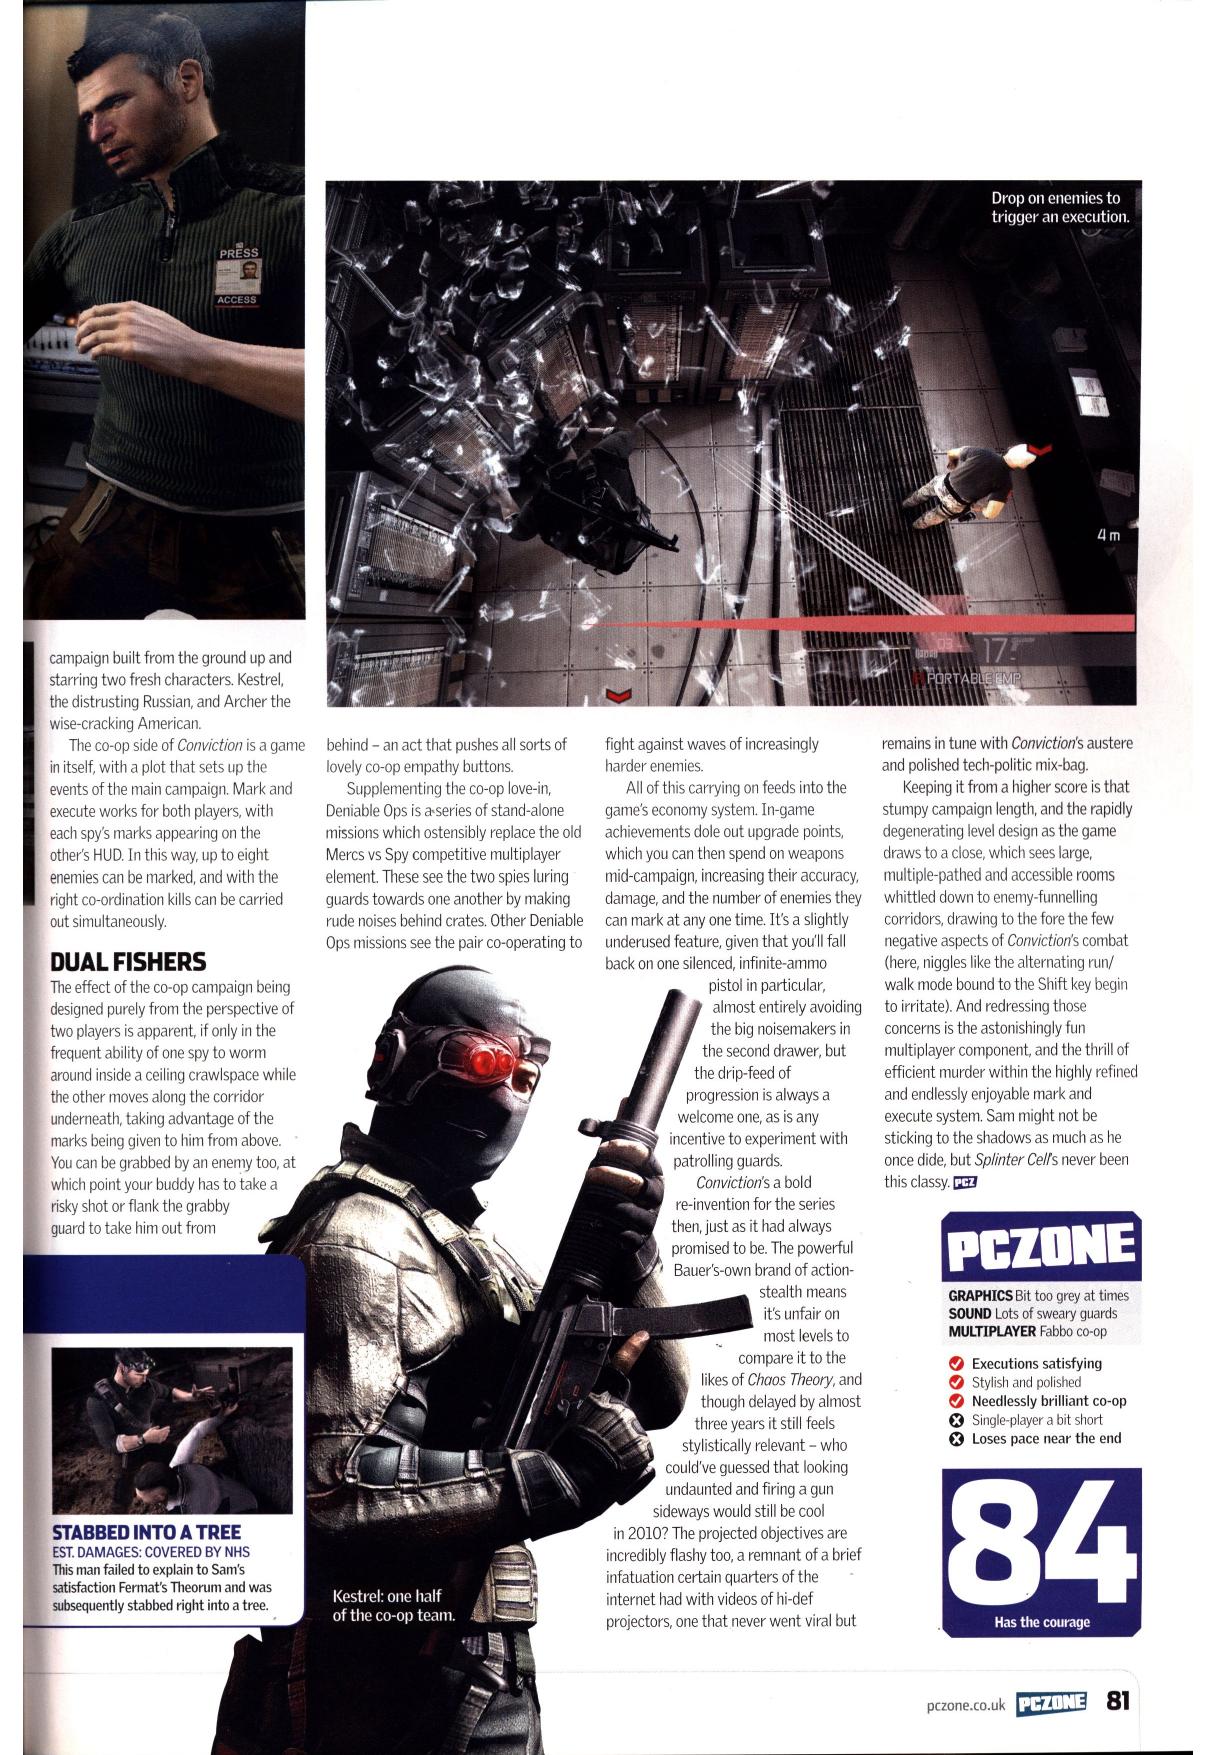 PRESS
ACCESS
Drop on enemies to
trigger an execution.
4 m
17
PORTABLE EMP
campaign built from the ground up and
starring two fresh characters. Kestrel,
the distrusting Russian, and Archer the
wise-cracking American.
The co-op side of Conviction is a game
in itself, with a plot that sets up the
events of the main campaign. Mark and
execute works for both players, with
each spy's marks appearing on the
other's HUD. In this way, up to eight
enemies can be marked, and with the
right co-ordination kills can be carried
out simultaneously.
DUAL FISHERS
The effect of the co-op campaign being
designed purely from the perspective of
two players is apparent, if only in the
frequent ability of one spy to worm
around inside a ceiling crawlspace while
the other moves along the corridor
underneath, taking advantage of the
marks being given to him from above.
You can be grabbed by an enemy too, at
which point your buddy has to take a
risky shot or flank the grabby
guard to take him out from
behind – an act that pushes all sorts of
lovely co-op empathy buttons.
Supplementing the co-op love-in,
Deniable Ops is a series of stand-alone
missions which ostensibly replace the old
Mercs vs Spy competitive multiplayer
element. These see the two spies luring
guards towards one another by making
rude noises behind crates. Other Deniable
Ops missions see the pair co-operating to
fight against waves of increasingly
harder enemies.
All of this carrying on feeds into the
game's economy system. In-game
achievements dole out upgrade points,
which you can then spend on weapons
mid-campaign, increasing their accuracy,
damage, and the number of enemies they
can mark at any one time. It's a slightly
underused feature, given that you'll fall
back on one silenced, infinite-ammo
pistol in particular,
almost entirely avoiding
the big noisemakers in
the second drawer, but
the drip-feed of
progression is always a
welcome one, as is any
incentive to experiment with
patrolling guards.
Conviction's a bold
re-invention for the series
then, just as it had always
promised to be. The powerful
Bauer's-own brand of action-
stealth means
it's unfair on
most levels to
compare it to the
likes of Chaos Theory, and
though delayed by almost
three years it still feels
stylistically relevant – who
could've guessed that looking
undaunted and firing a gun
sideways would still be cool
in 2010? The projected objectives are
incredibly flashy too, a remnant of a brief
infatuation certain quarters of the
internet had with videos of hi-def
projectors, one that never went viral but
remains in tune with Conviction's austere
and polished tech-politic mix-bag.
Keeping it from a higher score is that
stumpy campaign length, and the rapidly
degenerating level design as the game
draws to a close, which sees large,
multiple-pathed and accessible rooms
whittled down to enemy-funnelling
corridors, drawing to the fore the few
negative aspects of Conviction's combat
(here, niggles like the alternating run/
walk mode bound to the Shift key begin
to irritate). And redressing those
concerns is the astonishingly fun
multiplayer component, and the thrill of
efficient murder within the highly refined
and endlessly enjoyable mark and
execute system. Sam might not be
sticking to the shadows as much as he
once dide, but Splinter Cell's never been
this classy. PCZ
STABBED INTO A TREE
EST. DAMAGES: COVERED BY NHS
This man failed to explain to Sam's
satisfaction Fermat's Theorum and was
subsequently stabbed right into a tree.
Kestrel: one half
of the co-op team.
PCZONE
GRAPHICS Bit too grey at times
SOUND Lots of sweary guards
MULTIPLAYER Fabbo co-op
Executions satisfying
Stylish and polished
Needlessly brilliant co-op
Single-player a bit short
Loses pace near the end
84
Has the courage
pczone.co.uk PCZONE 81